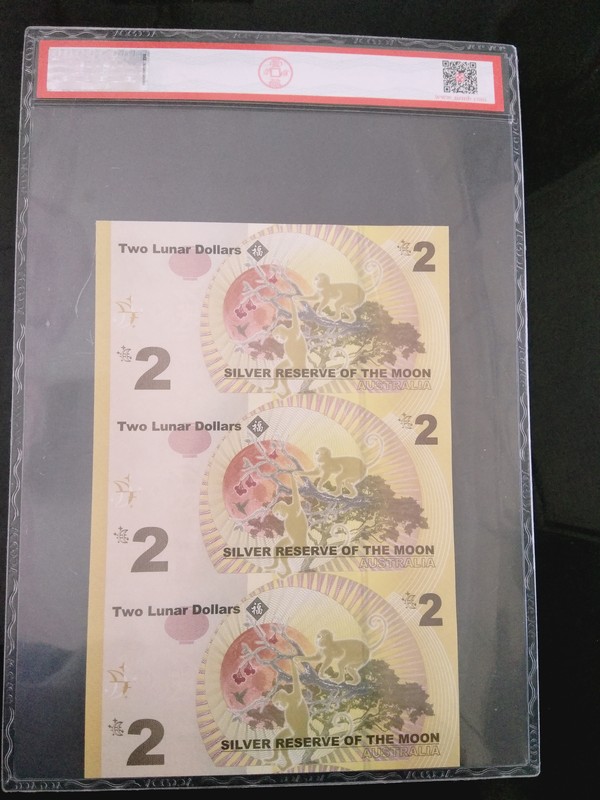 Two Lunar Dollars 福 2
2
SILVER RESERVE OF THE MOON
AUSTRALIA
Two Lunar Dollars 福 2
2
SILVER RESERVE OF THE MOON
AUSTRALIA
Two Lunar Dollars 福 2
2
SILVER RESERVE OF THE MOON
AUSTRALIA